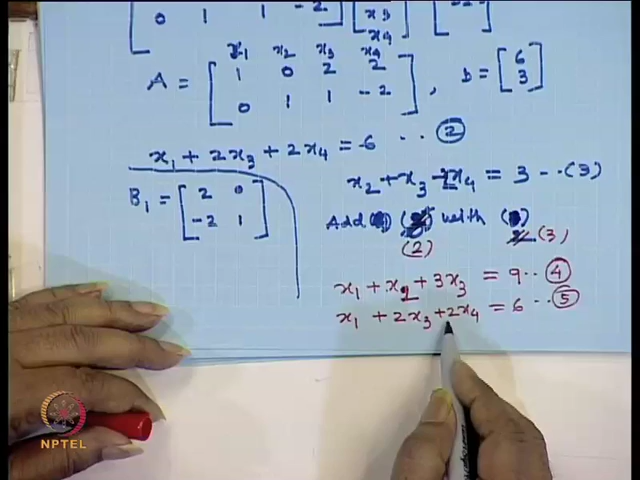 0 1 1 -2
x3
x4
x1 x2 x3 x4
A = [ 1 0 2 2
0 1 1 -2 ] , b = [ 6
3 ]
x1 + 2x3 + 2x4 = 6 .. (2)
x2 + x3 - 2x4 = 3 -..(3)
B1 = [ 2 0
-2 1 ]
Add with
(2) (3)
x1 + x2 + 3x3 = 9 .. (4)
x1 + 2x3 + 2x4 = 6 .. (5)
NPTEL